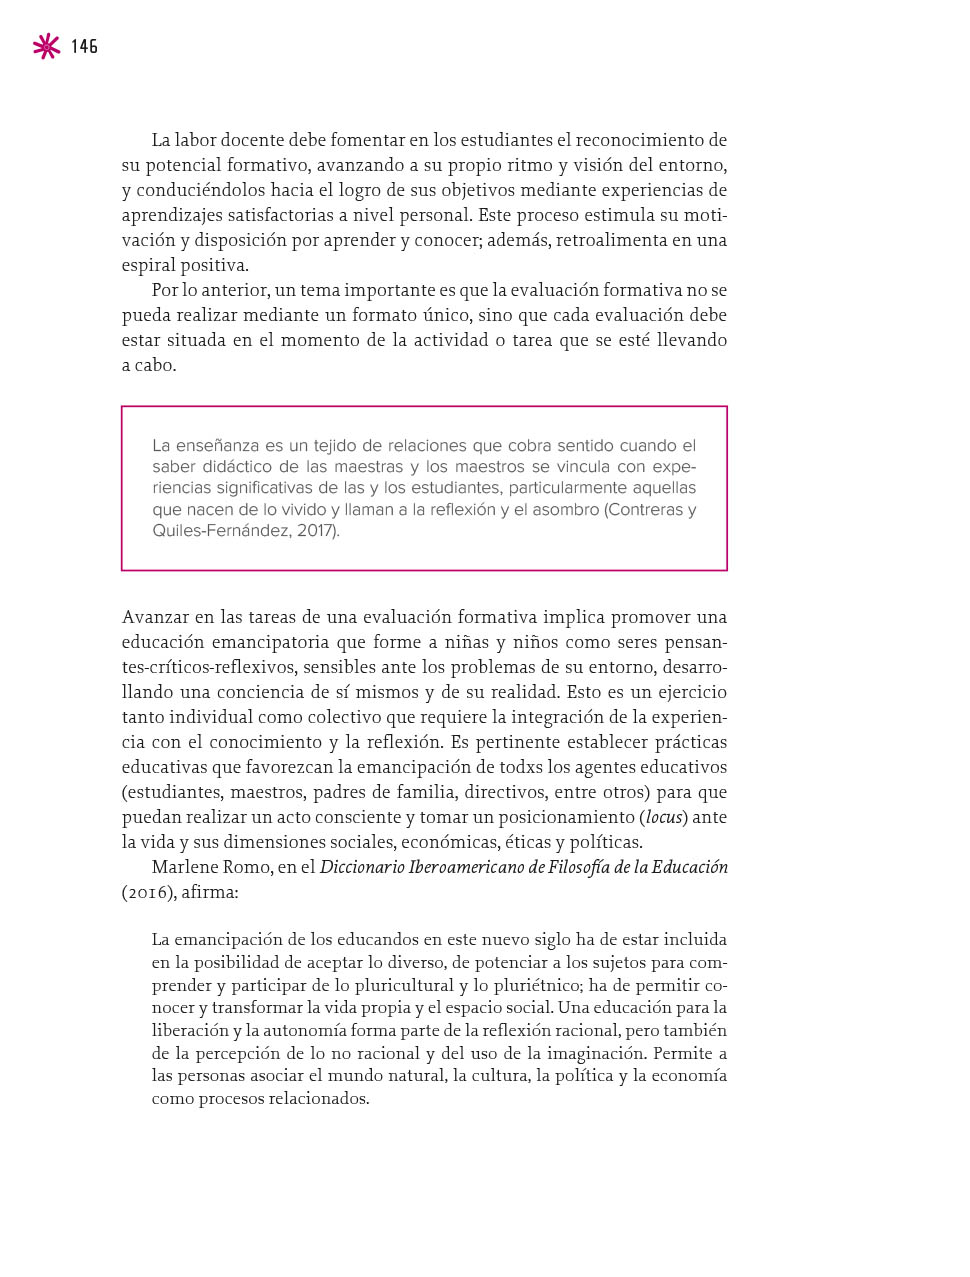 146
La labor docente debe fomentar en los estudiantes el reconocimiento de
su potencial formativo, avanzando a su propio ritmo y visión del entorno,
y conduciéndolos hacia el logro de sus objetivos mediante experiencias de
aprendizajes satisfactorias a nivel personal. Este proceso estimula su moti-
vación y disposición por aprender y conocer; además, retroalimenta en una
espiral positiva.
Por lo anterior, un tema importante es que la evaluación formativa no se
pueda realizar mediante un formato único, sino que cada evaluación debe
estar situada en el momento de la actividad o tarea que se esté llevando
a cabo.
La enseñanza es un tejido de relaciones que cobra sentido cuando el
saber didáctico de las maestras y los maestros se vincula con expe-
riencias significativas de las y los estudiantes, particularmente aquellas
que nacen de lo vivido y llaman a la reflexión y el asombro (Contreras y
Quiles-Fernández, 2017).
Avanzar en las tareas de una evaluación formativa implica promover una
educación emancipatoria que forme a niñas y niños como seres pensan-
tes-críticos-reflexivos, sensibles ante los problemas de su entorno, desarro-
llando una conciencia de sí mismos y de su realidad. Esto es un ejercicio
tanto individual como colectivo que requiere la integración de la experien-
cia con el conocimiento y la reflexión. Es pertinente establecer prácticas
educativas que favorezcan la emancipación de todxs los agentes educativos
(estudiantes, maestros, padres de familia, directivos, entre otros) para que
puedan realizar un acto consciente y tomar un posicionamiento (locus) ante
la vida y sus dimensiones sociales, económicas, éticas y políticas.
Marlene Romo, en el Diccionario Iberoamericano de Filosofía de la Educación
(2016), afirma:
La emancipación de los educandos en este nuevo siglo ha de estar incluida
en la posibilidad de aceptar lo diverso, de potenciar a los sujetos para com-
prender y participar de lo pluricultural y lo pluriétnico; ha de permitir co-
nocer y transformar la vida propia y el espacio social. Una educación para la
liberación y la autonomía forma parte de la reflexión racional, pero también
de la percepción de lo no racional y del uso de la imaginación. Permite a
las personas asociar el mundo natural, la cultura, la política y la economía
como procesos relacionados.